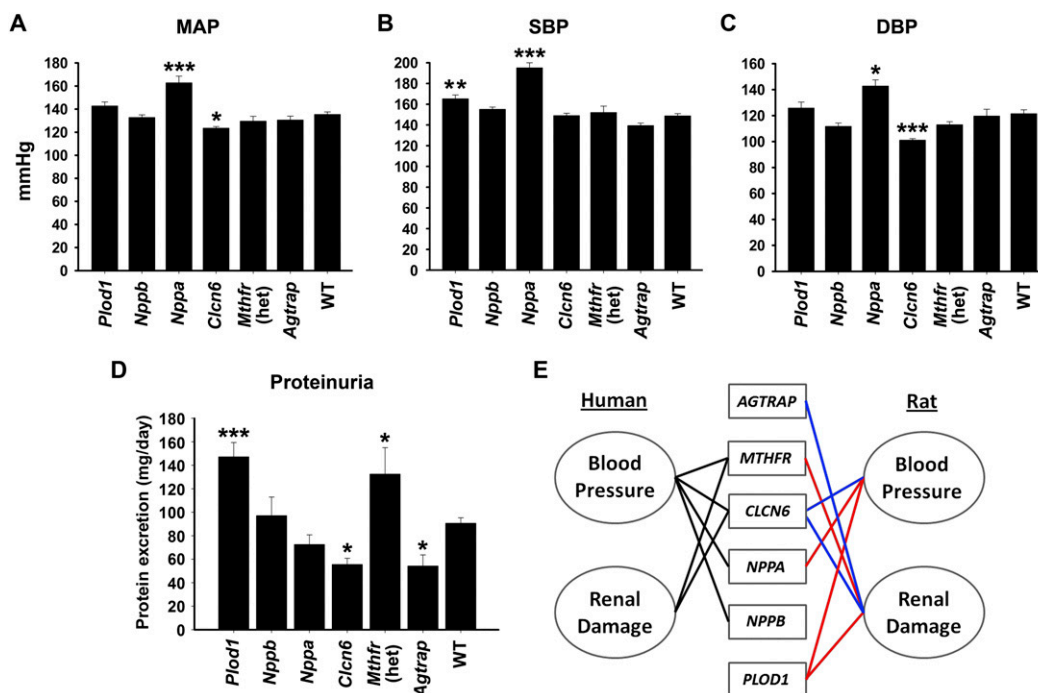 A
MAP
mmHg
180
160
140
120
100
80
60
40
20
0
***
*
Plod1
Nppb
Nppa
Clcn6
Mthfr
(het)
Agtrap
WT
B
SBP
200
180
160
140
120
100
80
60
40
20
0
**
***
Plod1
Nppb
Nppa
Clcn6
Mthfr
(het)
Agtrap
WT
C
DBP
160
140
120
100
80
60
40
20
0
*
***
Plod1
Nppb
Nppa
Clcn6
Mthfr
(het)
Agtrap
WT
D
Proteinuria
Protein excretion (mg/day)
180
160
140
120
100
80
60
40
20
0
***
*
*
*
Plod1
Nppb
Nppa
Clcn6
Mthfr
(het)
Agtrap
WT
E
Human
Blood
Pressure
Renal
Damage
AGTRAP
MTHFR
CLCN6
NPPA
NPPB
PLOD1
Rat
Blood
Pressure
Renal
Damage